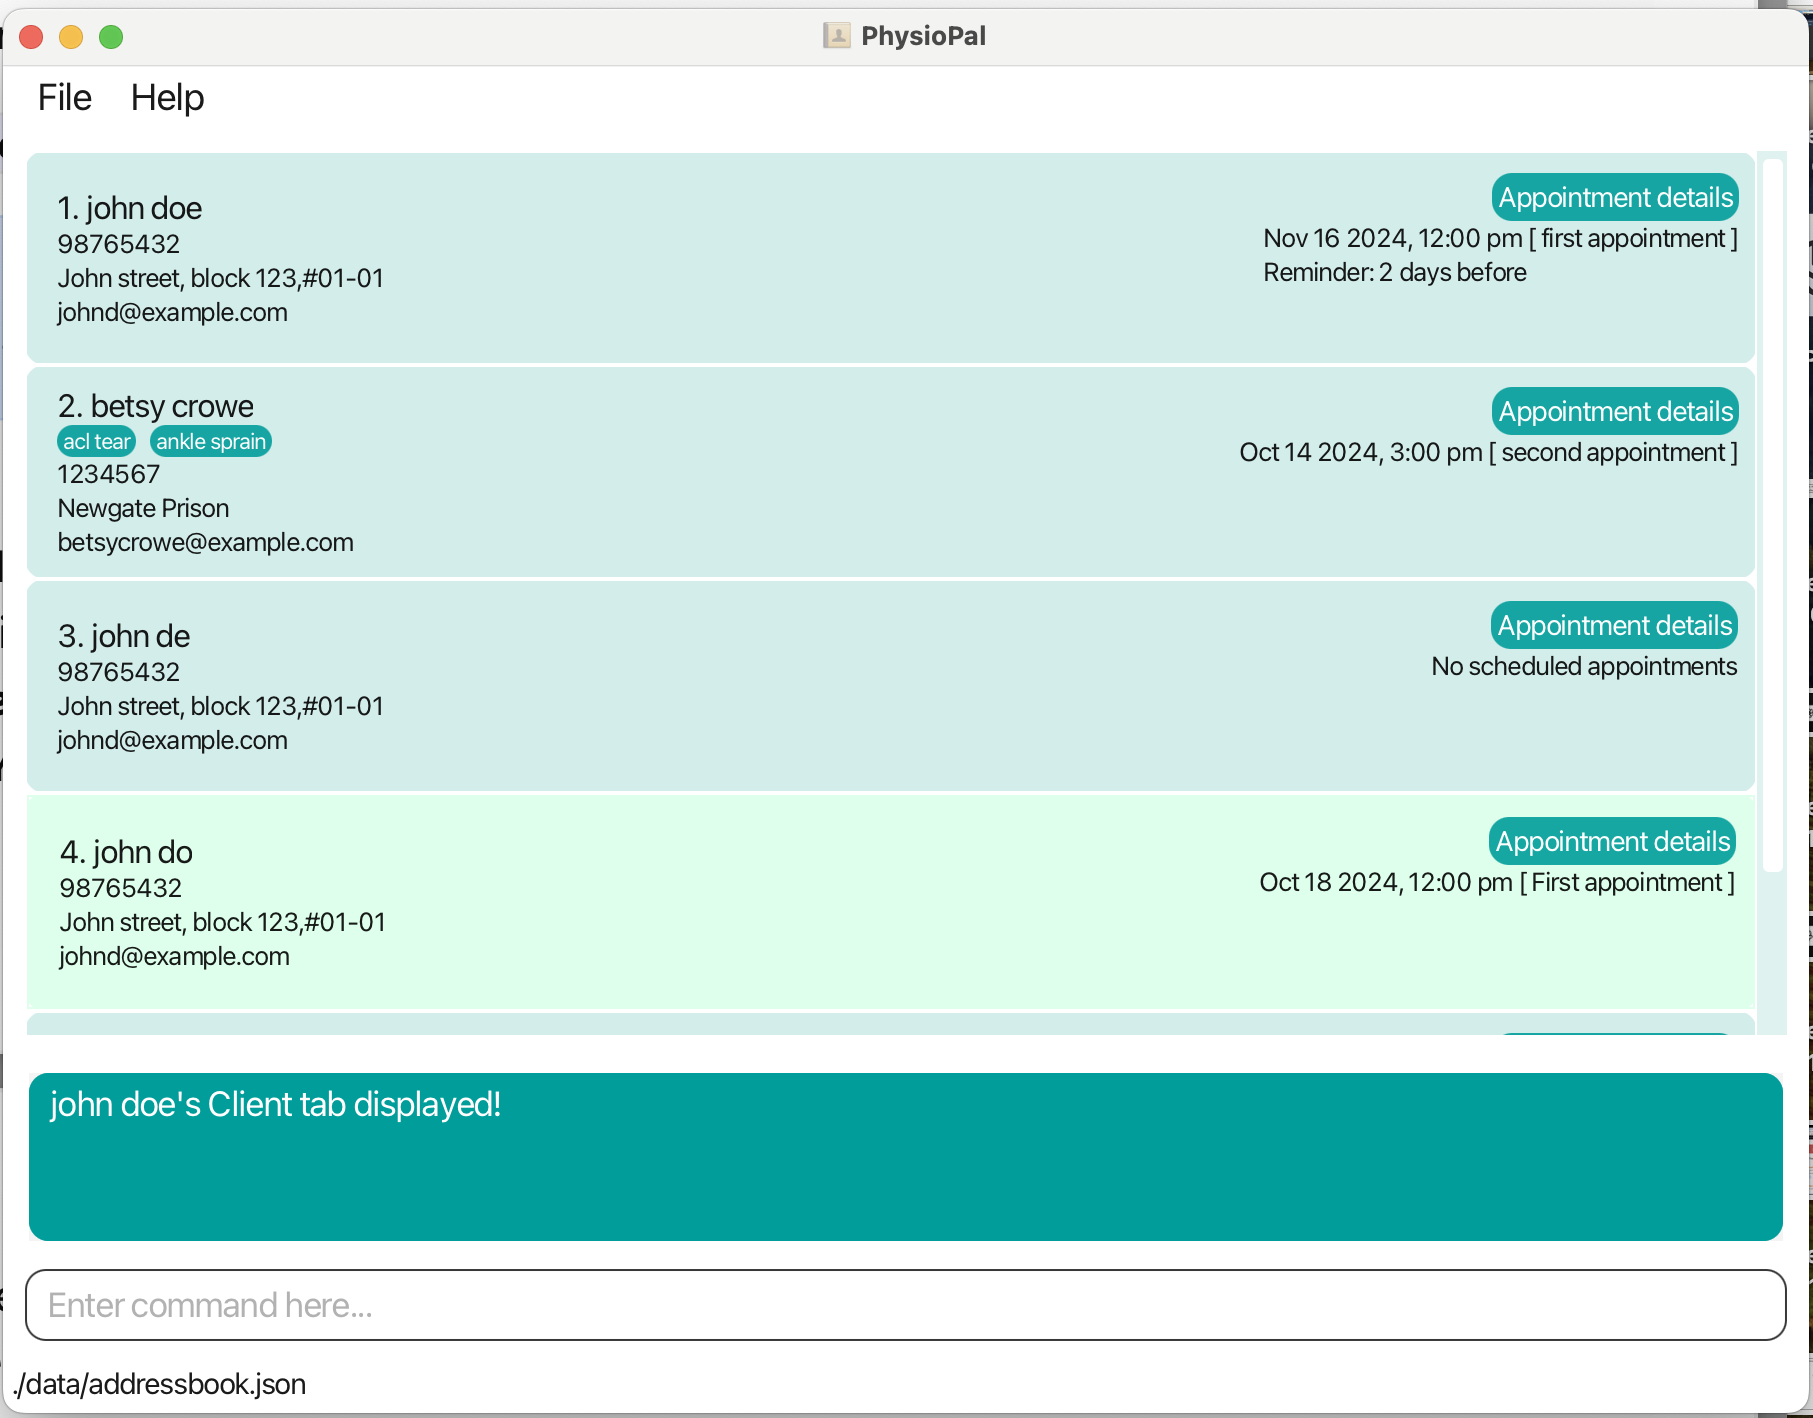 PhysioPal
File Help
1. john doe
98765432
John street, block 123,#01-01
johnd@example.com
Appointment details
Nov 16 2024, 12:00 pm [ first appointment ]
Reminder: 2 days before
2. betsy crowe
acl tear ankle sprain
1234567
Newgate Prison
betsycrowe@example.com
Appointment details
Oct 14 2024, 3:00 pm [ second appointment ]
3. john de
98765432
John street, block 123,#01-01
johnd@example.com
Appointment details
No scheduled appointments
4. john do
98765432
John street, block 123,#01-01
johnd@example.com
Appointment details
Oct 18 2024, 12:00 pm [ First appointment ]
john doe's Client tab displayed!
Enter command here...
./data/addressbook.json